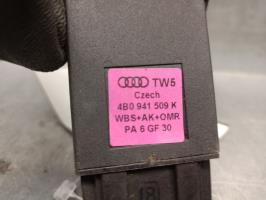 TW5
Czech
4B0 941 509 K
WBS+AK+OMR
PA 6 GF 30